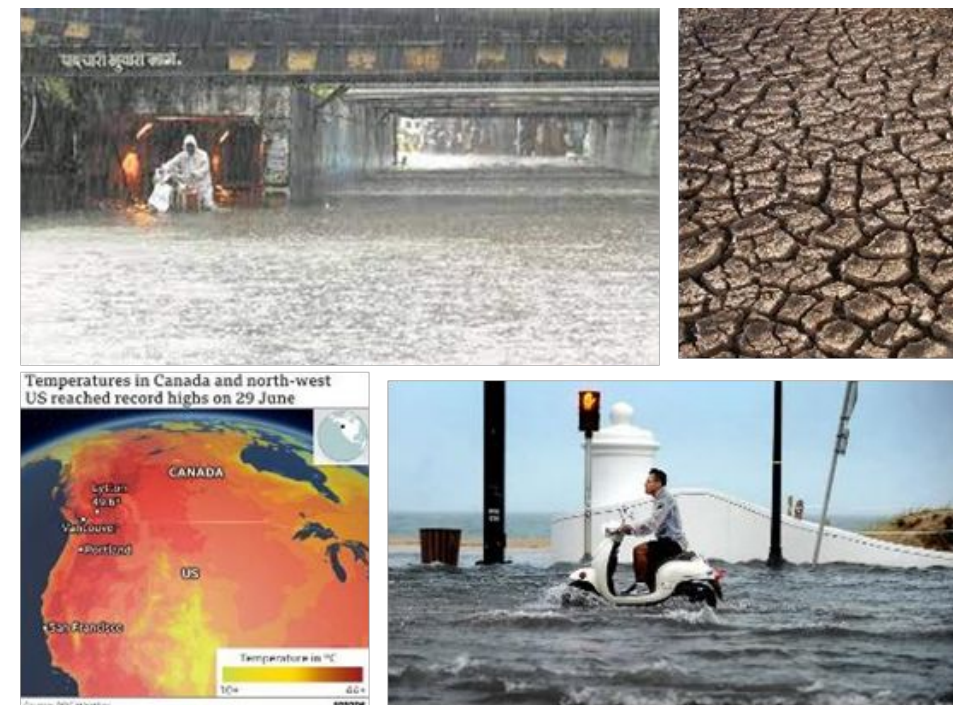 पादचारी भुयारी मार्ग.
Temperatures in Canada and north-west
US reached record highs on 29 June
CANADA
Lytton
49.6°
Vancouver
Portland
US
San Francisco
Temperature in °C
10°